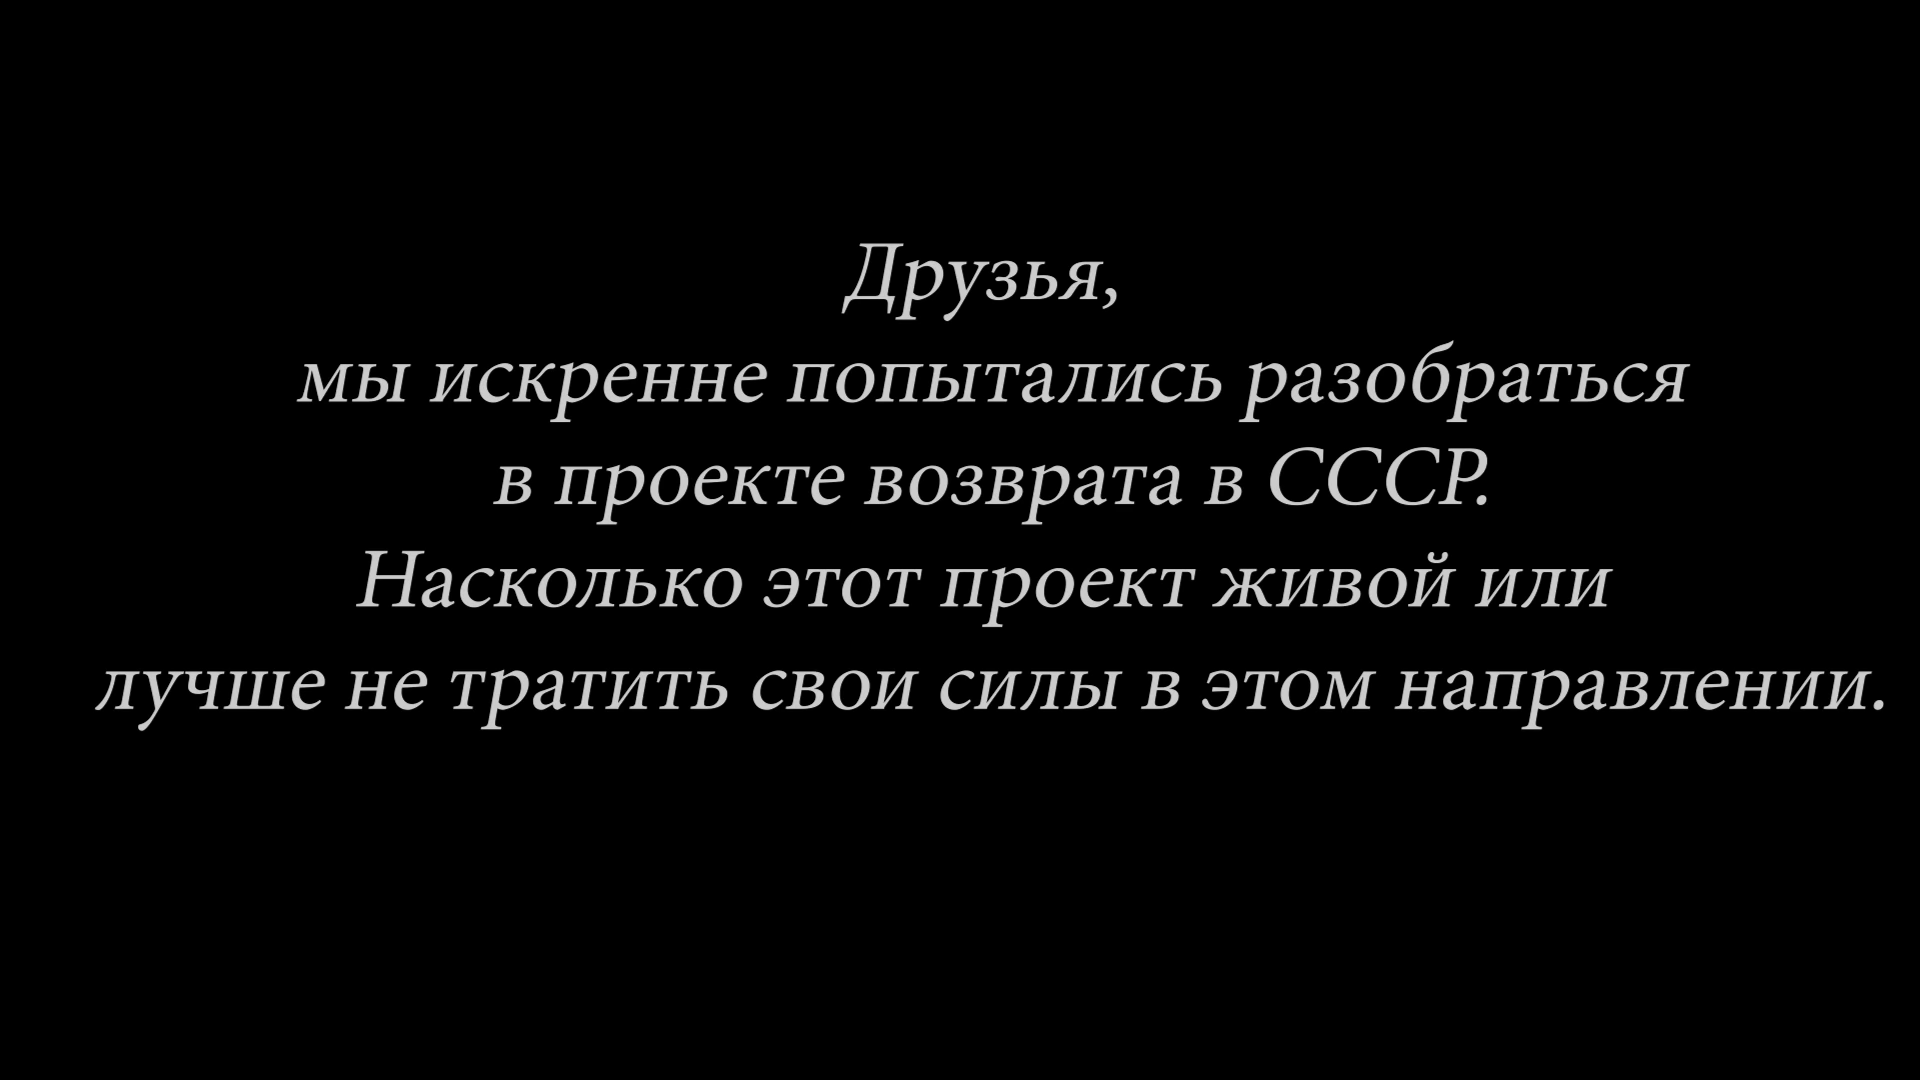 Друзья,
мы искренне попытались разобраться
в проекте возврата в СССР.
Насколько этот проект живой или
лучше не тратить свои силы в этом направлении.